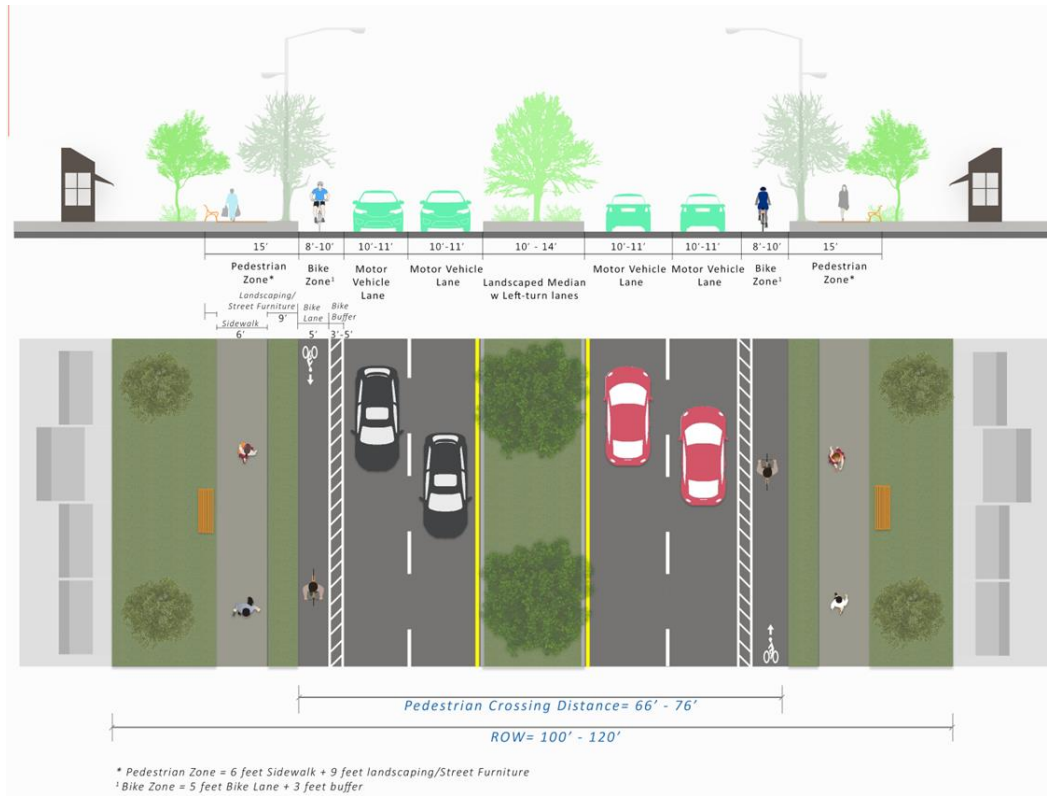 15' 8'-10' 10'-11' 10'-11' 10' - 14' 10'-11' 10'-11' 8'-10' 15'
Pedestrian Zone*
Bike Zone¹
Motor Vehicle Lane
Motor Vehicle Lane
Landscaped Median w Left-turn lanes
Motor Vehicle Lane
Motor Vehicle Lane
Bike Zone¹
Pedestrian Zone*
Landscaping/
Street Furniture
9'
Sidewalk
6'
Bike
Lane
5'
Bike
Buffer
3'-5'
Pedestrian Crossing Distance= 66' - 76'
ROW= 100' - 120'
* Pedestrian Zone = 6 feet Sidewalk + 9 feet landscaping/Street Furniture
¹ Bike Zone = 5 feet Bike Lane + 3 feet buffer